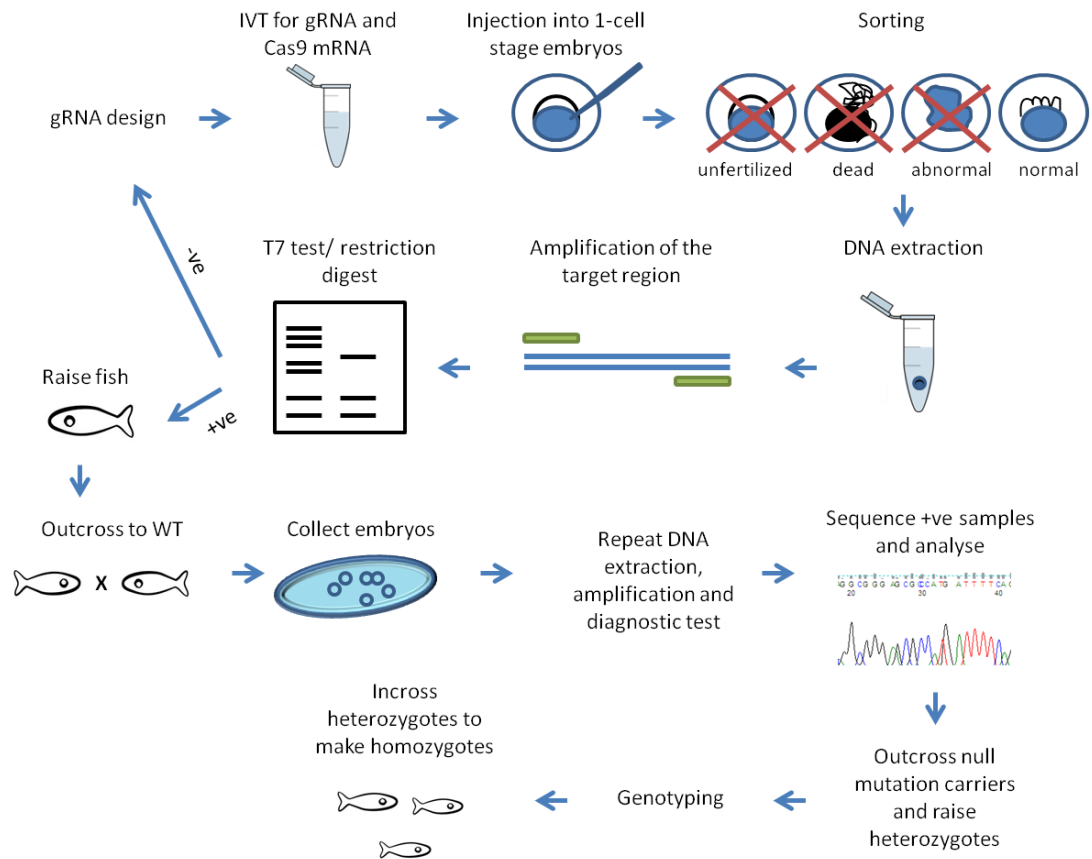 IVT for gRNA and
Cas9 mRNA
Injection into 1-cell
stage embryos
Sorting
gRNA design
unfertilized
dead
abnormal
normal
-ve
T7 test/ restriction
digest
Amplification of the
target region
DNA extraction
Raise fish
+ve
Outcross to WT
X
Collect embryos
Repeat DNA
extraction,
amplification and
diagnostic test
Sequence +ve samples
and analyse
20 30 40
Incross
heterozygotes to
make homozygotes
Genotyping
Outcross null
mutation carriers
and raise
heterozygotes